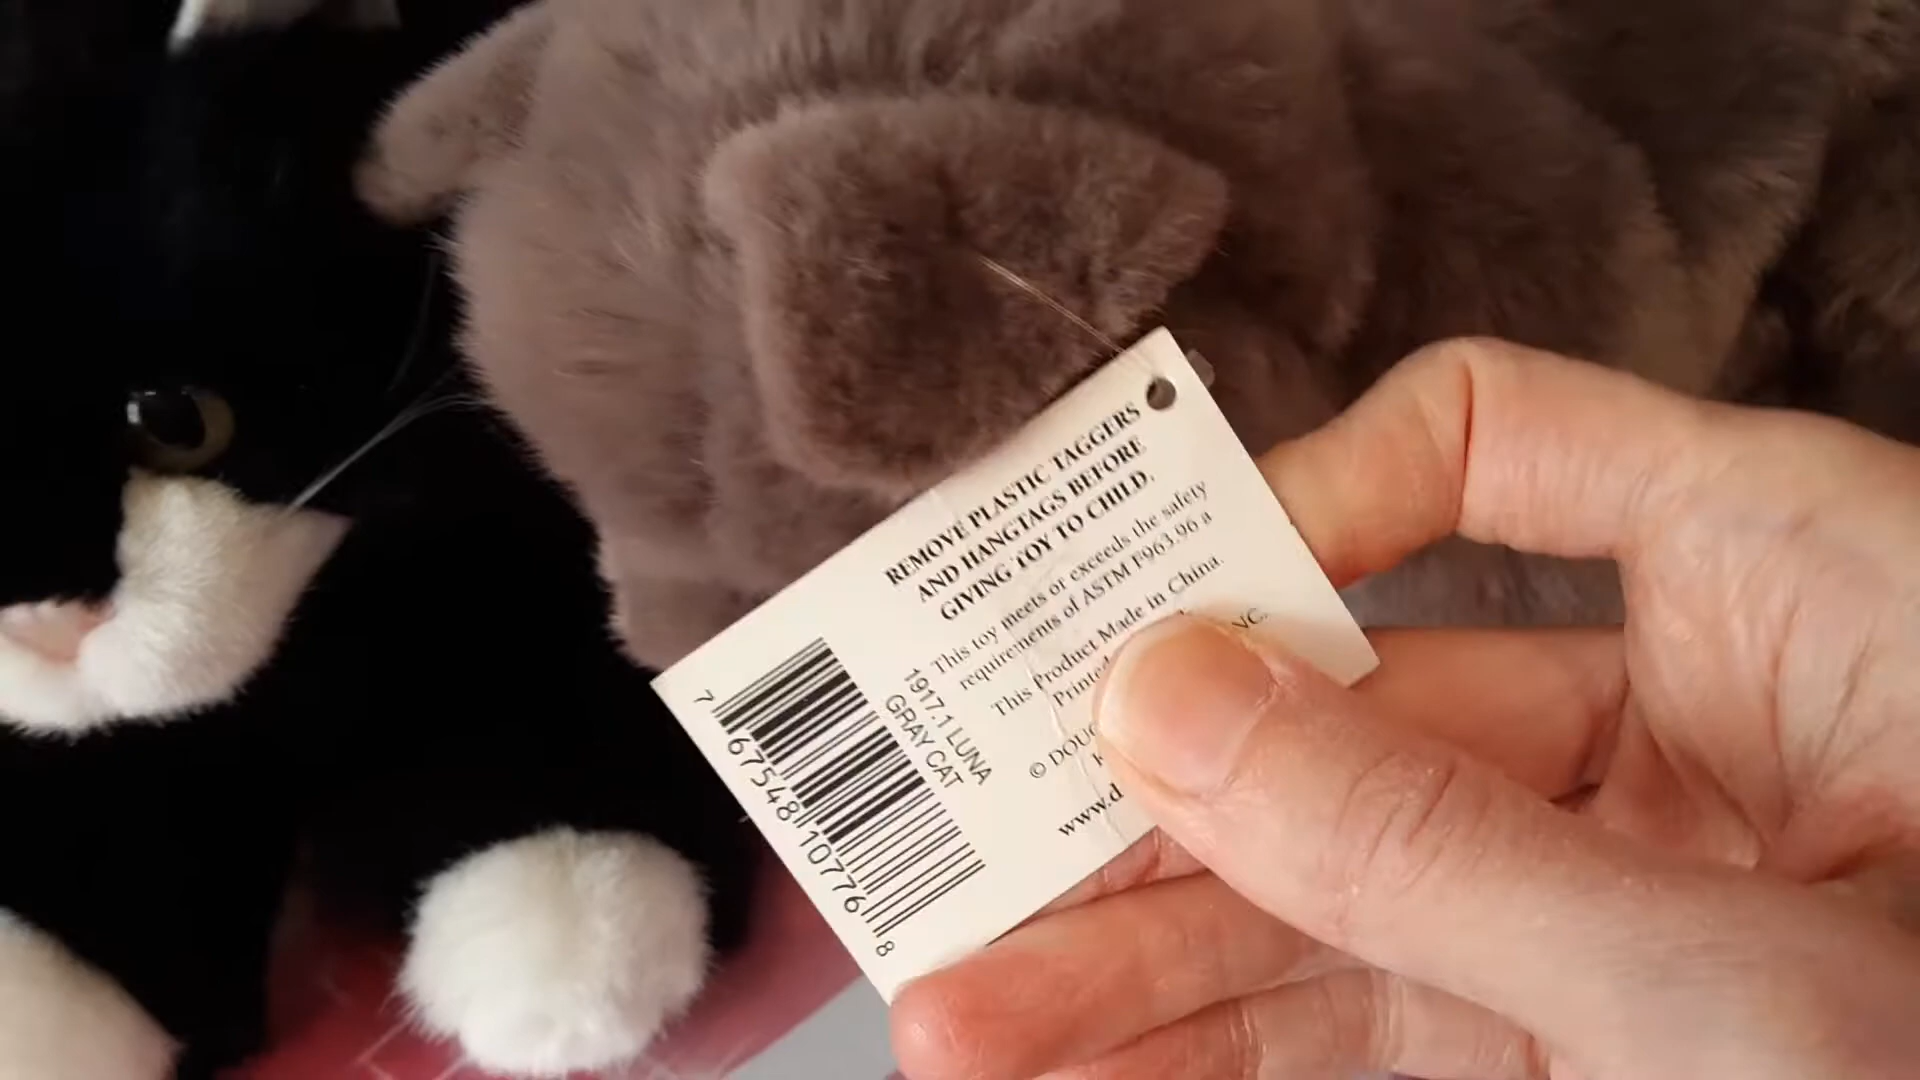 REMOVE PLASTIC TAGGERS
AND HANGTAGS BEFORE
GIVING TOY TO CHILD.
This toy meets or exceeds the safety
requirements of ASTM F963.96 a
This Product Made in China.
Printed
©
www.d
1917.1 LUNA
GRAY CAT
7 67548 10776 8